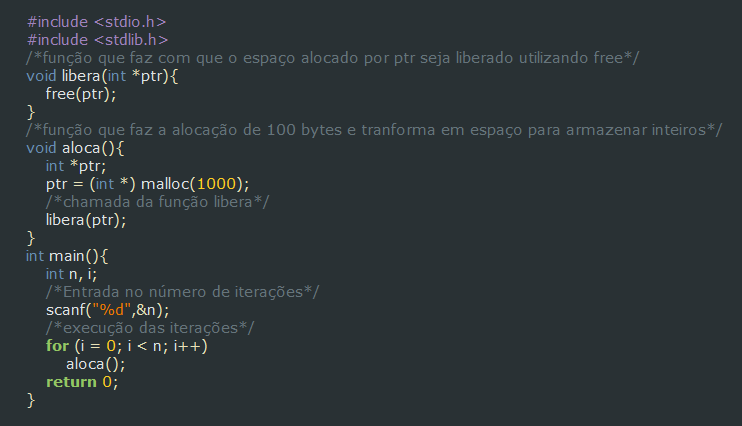 #include <stdio.h>
#include <stdlib.h>
/*função que faz com que o espaço alocado por ptr seja liberado utilizando free*/
void libera(int *ptr){
    free(ptr);
}
/*função que faz a alocação de 100 bytes e tranforma em espaço para armazenar inteiros*/
void aloca(){
    int *ptr;
    ptr = (int *) malloc(1000);
    /*chamada da função libera*/
    libera(ptr);
}
int main(){
    int n, i;
    /*Entrada no número de iterações*/
    scanf("%d",&n);
    /*execução das iterações*/
    for (i = 0; i < n; i++)
        aloca();
    return 0;
}